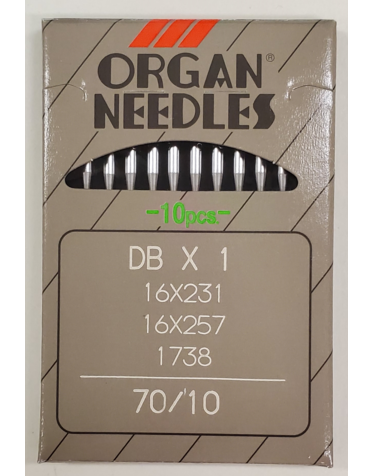 ORGAN®
NEEDLES
-10pcs.-
DB X 1
16X231
16X257
1738
70/10